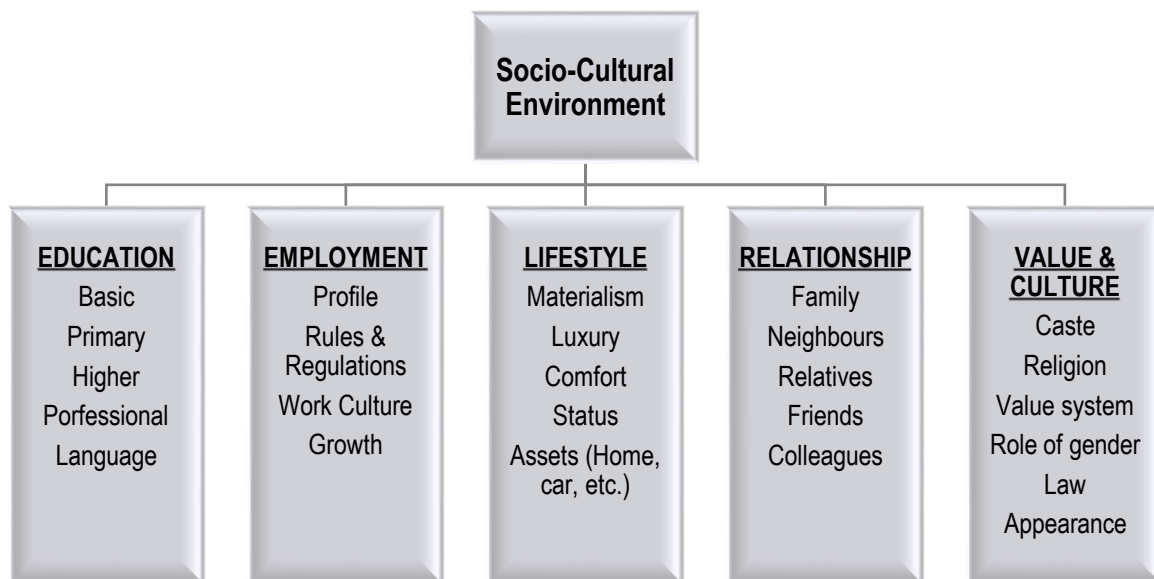 Socio-Cultural
Environment
EDUCATION
Basic
Primary
Higher
Porfessional
Language
EMPLOYMENT
Profile
Rules &
Regulations
Work Culture
Growth
LIFESTYLE
Materialism
Luxury
Comfort
Status
Assets (Home,
car, etc.)
RELATIONSHIP
Family
Neighbours
Relatives
Friends
Colleagues
VALUE &
CULTURE
Caste
Religion
Value system
Role of gender
Law
Appearance